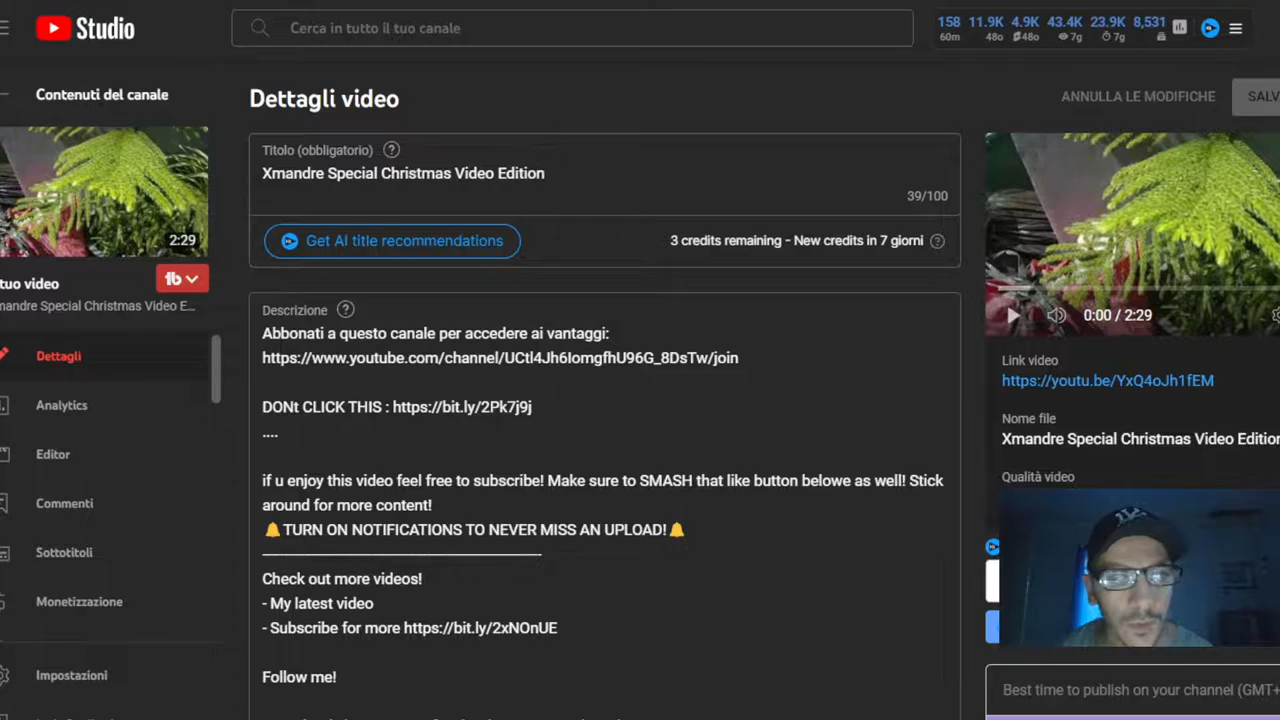 Studio
Cerca in tutto il tuo canale
158 11.9K 4.9K 43.4K 23.9K 8,531
60m 48o 48o 7g 7g
Contenuti del canale
Dettagli video
ANNULLA LE MODIFICHE
SALV
2:29
Titolo (obbligatorio) ?
Xmandre Special Christmas Video Edition
39/100
Get AI title recommendations
3 credits remaining - New credits in 7 giorni ?
tuo video
mandre Special Christmas Video E...
tb
Dettagli
Analytics
Editor
Commenti
Sottotitoli
Monetizzazione
Impostazioni
Descrizione ?
Abbonati a questo canale per accedere ai vantaggi:
https://www.youtube.com/channel/UCtl4Jh6IomgfhU96G_8DsTw/join
DONt CLICK THIS : https://bit.ly/2Pk7j9j
....
if u enjoy this video feel free to subscribe! Make sure to SMASH that like button belowe as well! Stick
around for more content!
🔔TURN ON NOTIFICATIONS TO NEVER MISS AN UPLOAD!🔔
—————————————————————-
Check out more videos!
- My latest video
- Subscribe for more https://bit.ly/2xNOnUE
Follow me!
0:00 / 2:29
Link video
https://youtu.be/YxQ4oJh1fEM
Nome file
Xmandre Special Christmas Video Edition
Qualità video
Best time to publish on your channel (GMT+